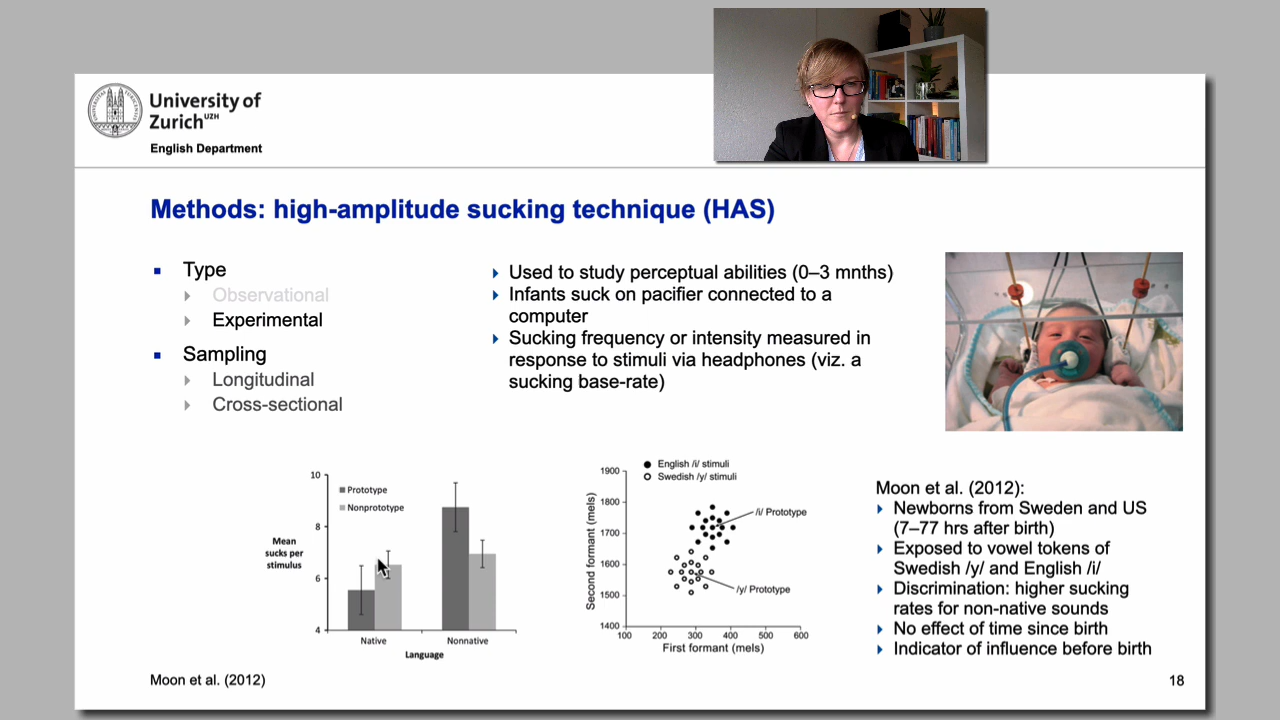 University of
Zurich UZH
English Department
Methods: high-amplitude sucking technique (HAS)
Type
Observational
Experimental
Sampling
Longitudinal
Cross-sectional
Used to study perceptual abilities (0–3 mnths)
Infants suck on pacifier connected to a
computer
Sucking frequency or intensity measured in
response to stimuli via headphones (viz. a
sucking base-rate)
10
8
6
4
Mean
sucks per
stimulus
Prototype
Nonprototype
Native
Nonnative
Language
English /i/ stimuli
Swedish /y/ stimuli
1900
1800
1700
1600
1500
1400
Second formant (mels)
/i/ Prototype
/y/ Prototype
100 200 300 400 500 600
First formant (mels)
Moon et al. (2012):
Newborns from Sweden and US
(7–77 hrs after birth)
Exposed to vowel tokens of
Swedish /y/ and English /i/
Discrimination: higher sucking
rates for non-native sounds
No effect of time since birth
Indicator of influence before birth
Moon et al. (2012)
18